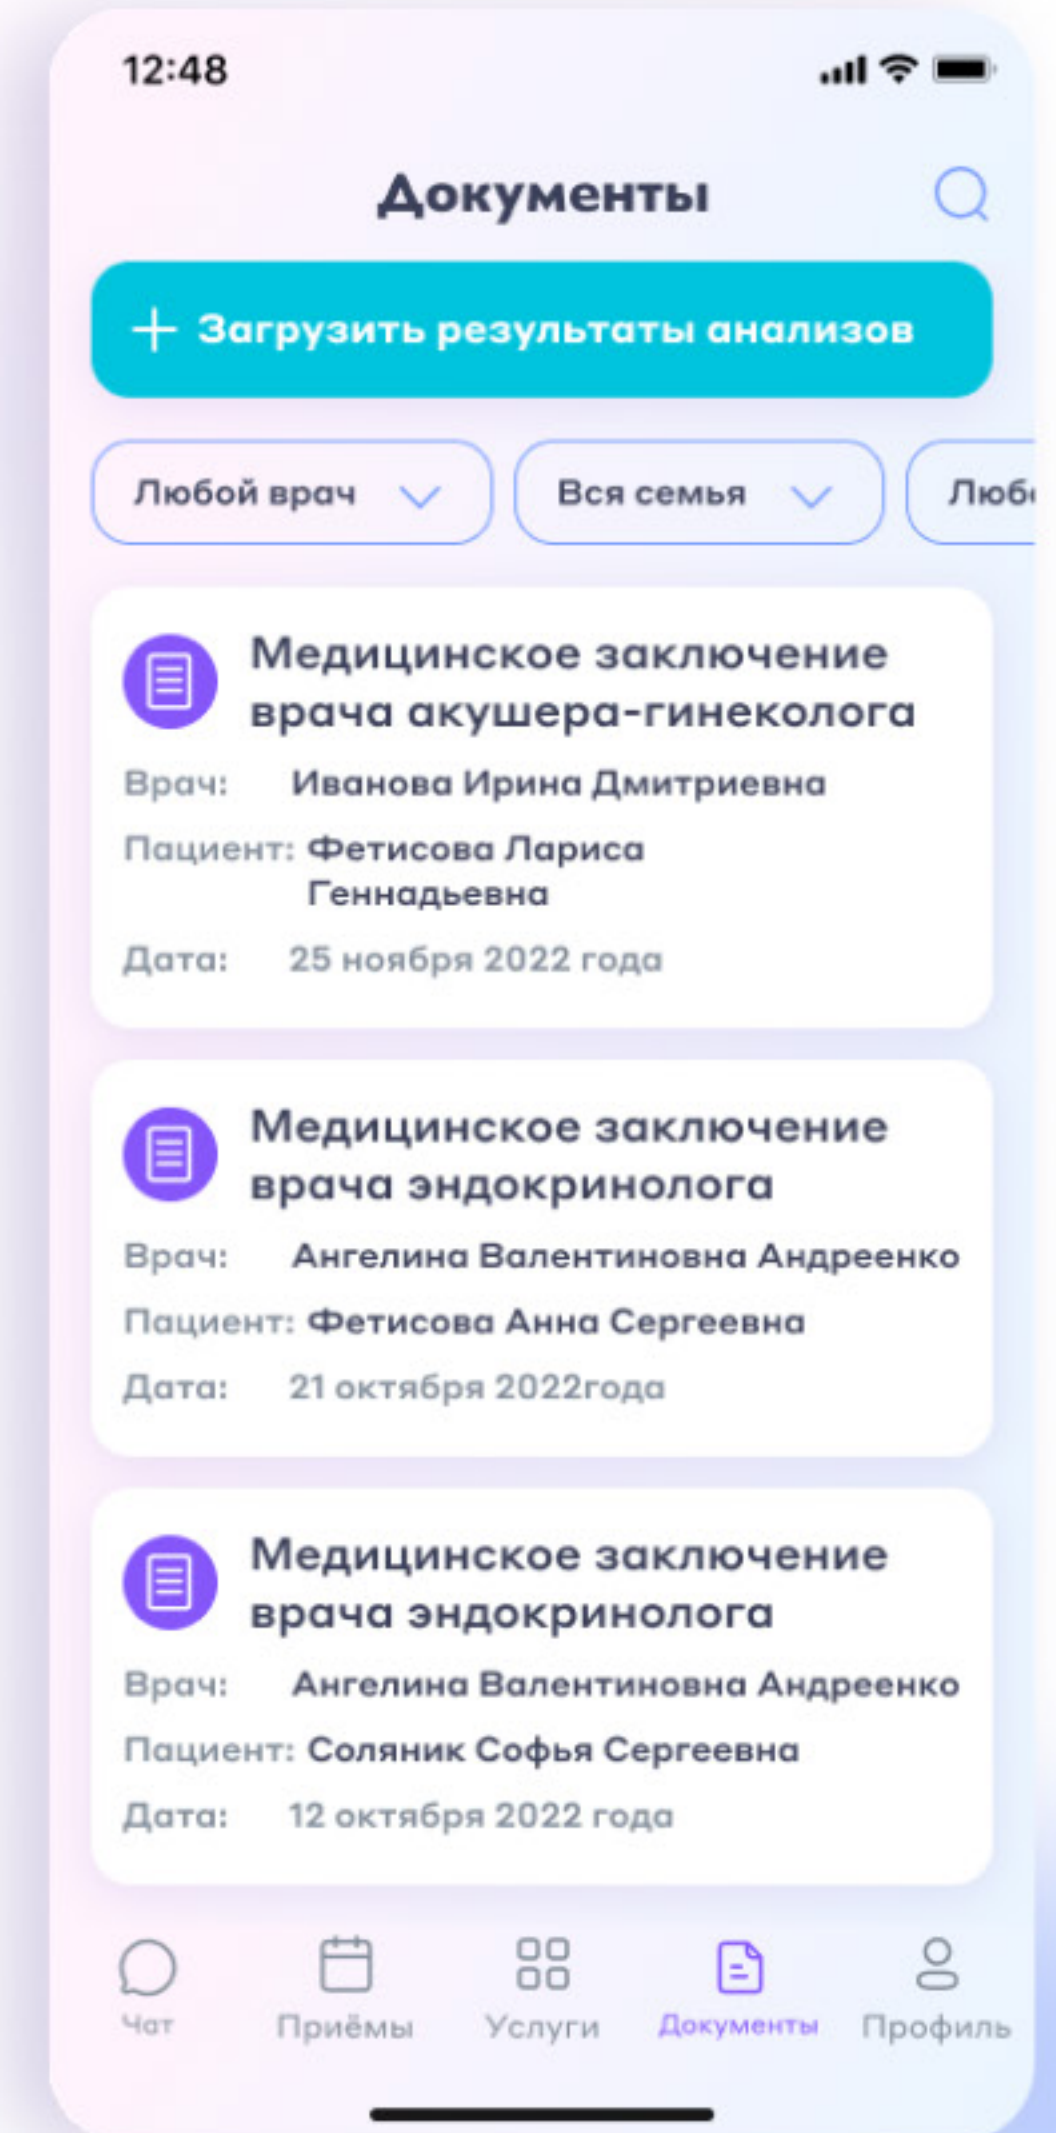 12:48
Документы
Загрузить результаты анализов
Любой врач
Вся семья
Медицинское заключение
врача акушера-гинеколога
Врач: Иванова Ирина Дмитриевна
Пациент: Фетисова Лариса
Геннадьевна
Дата: 25 ноября 2022 года
Медицинское заключение
врача эндокринолога
Врач: Ангелина Валентиновна Андреенко
Пациент: Фетисова Анна Сергеевна
Дата: 21 октября 2022года
Медицинское заключение
врача эндокринолога
Врач: Ангелина Валентиновна Андреенко
Пациент: Соляник Софья Сергеевна
Дата: 12 октября 2022 года
Чат
Приёмы
Услуги
Документы
Профиль